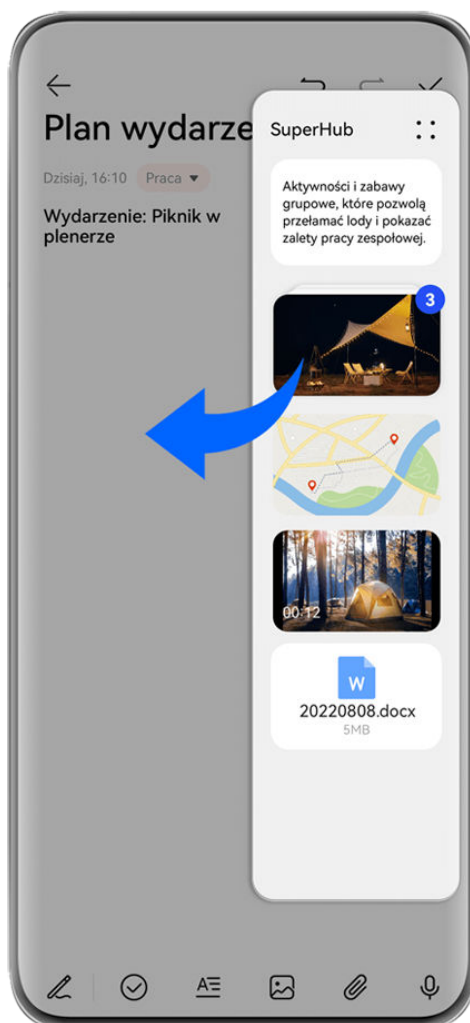 Plan wydarze
SuperHub
Dzisiaj, 16:10 Praca
Wydarzenie: Piknik w
plenerze
Aktywności i zabawy
grupowe, które pozwolą
przełamać lody i pokazać
zalety pracy zespołowej.
3
00:12
W
20220808.docx
5MB